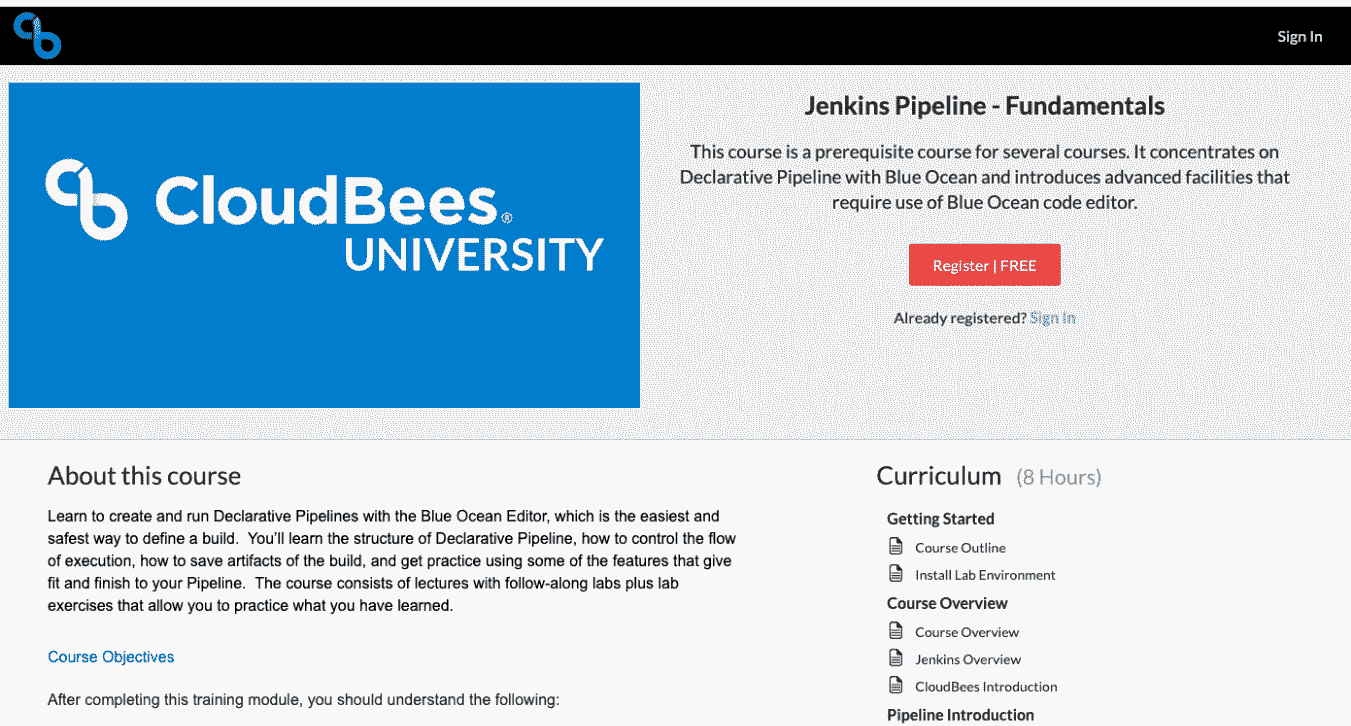 Sign In
CloudBees®
UNIVERSITY
Jenkins Pipeline - Fundamentals
This course is a prerequisite course for several courses. It concentrates on
Declarative Pipeline with Blue Ocean and introduces advanced facilities that
require use of Blue Ocean code editor.
Register | FREE
Already registered? Sign In
About this course
Learn to create and run Declarative Pipelines with the Blue Ocean Editor, which is the easiest and
safest way to define a build.  You'll learn the structure of Declarative Pipeline, how to control the flow
of execution, how to save artifacts of the build, and get practice using some of the features that give
fit and finish to your Pipeline.  The course consists of lectures with follow-along labs plus lab
exercises that allow you to practice what you have learned.
Course Objectives
After completing this training module, you should understand the following:
Curriculum (8 Hours)
Getting Started
Course Outline
Install Lab Environment
Course Overview
Course Overview
Jenkins Overview
CloudBees Introduction
Pipeline Introduction